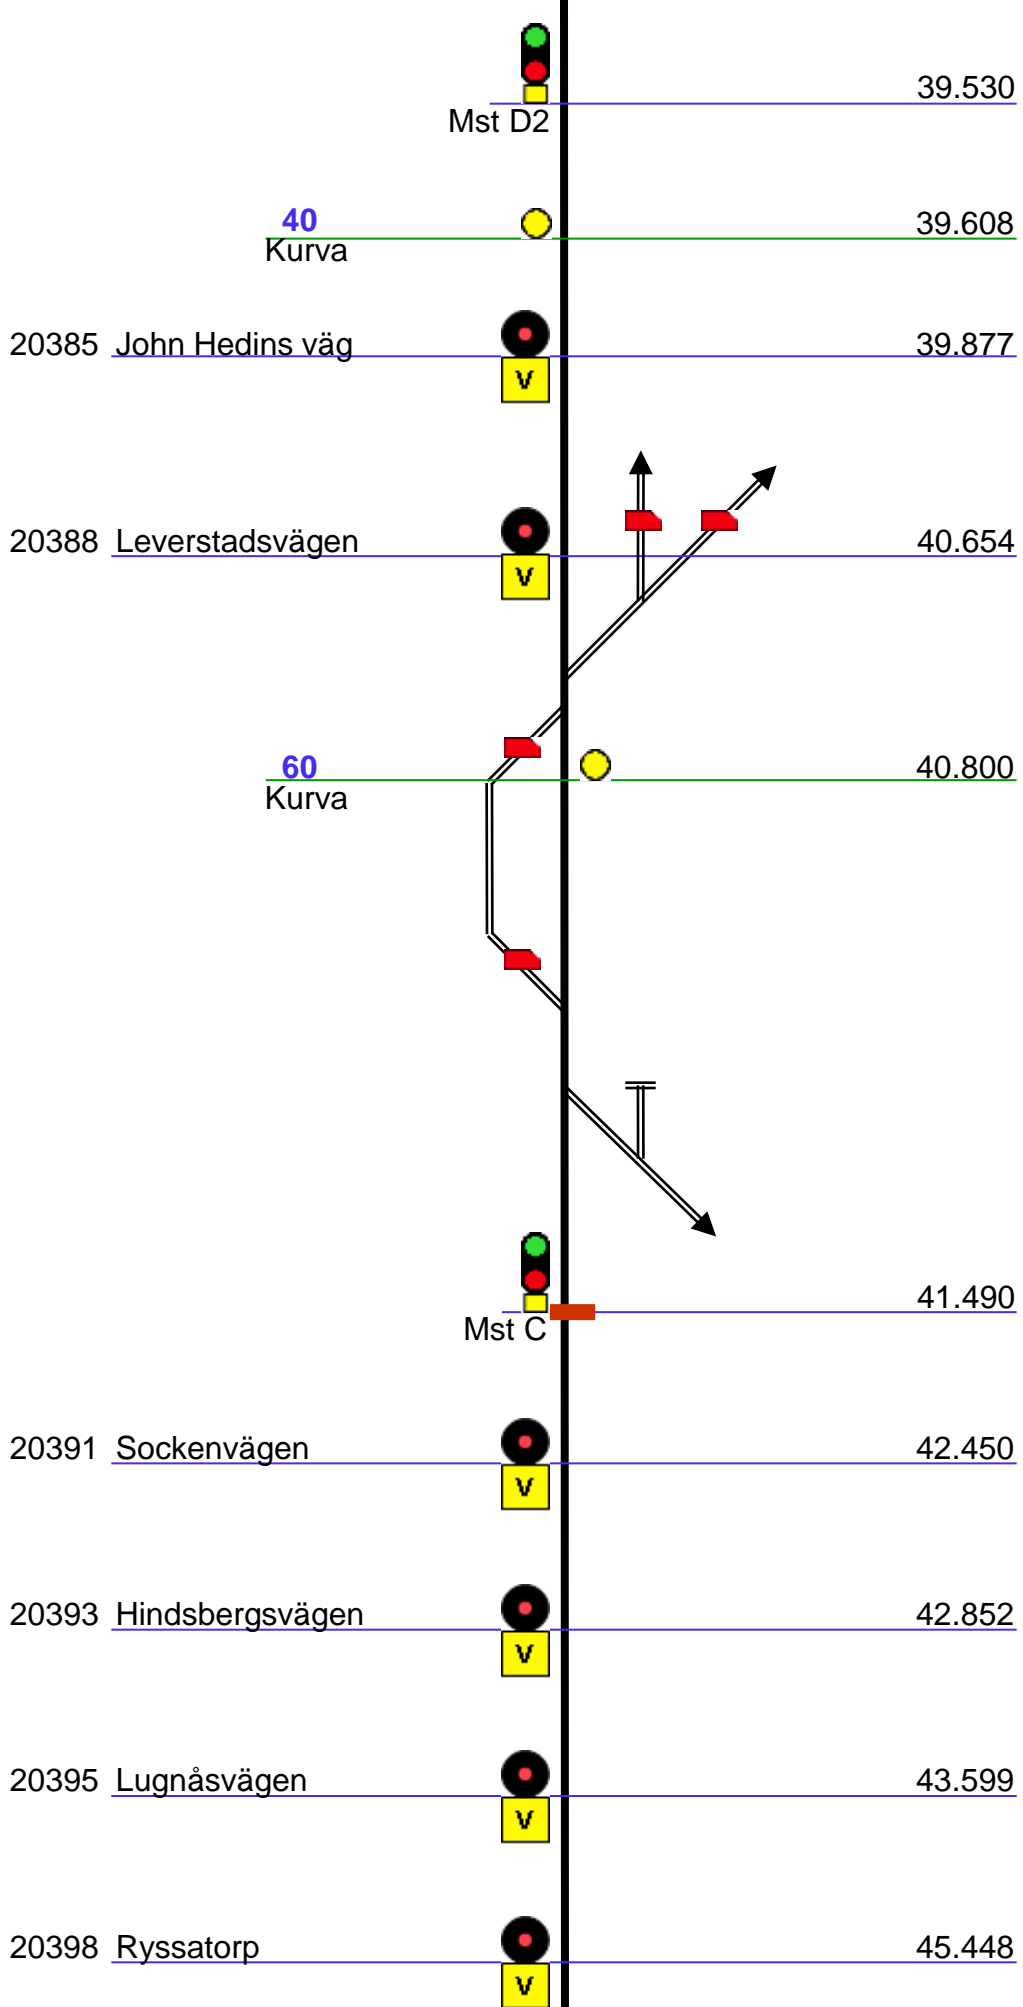 39.530
Mst D2
40 39.608
Kurva
20385 John Hedins väg 39.877
V
20388 Leverstadsvägen 40.654
V
60 40.800
Kurva
41.490
Mst C
20391 Sockenvägen 42.450
V
20393 Hindsbergsvägen 42.852
V
20395 Lugnåsvägen 43.599
V
20398 Ryssatorp 45.448
V